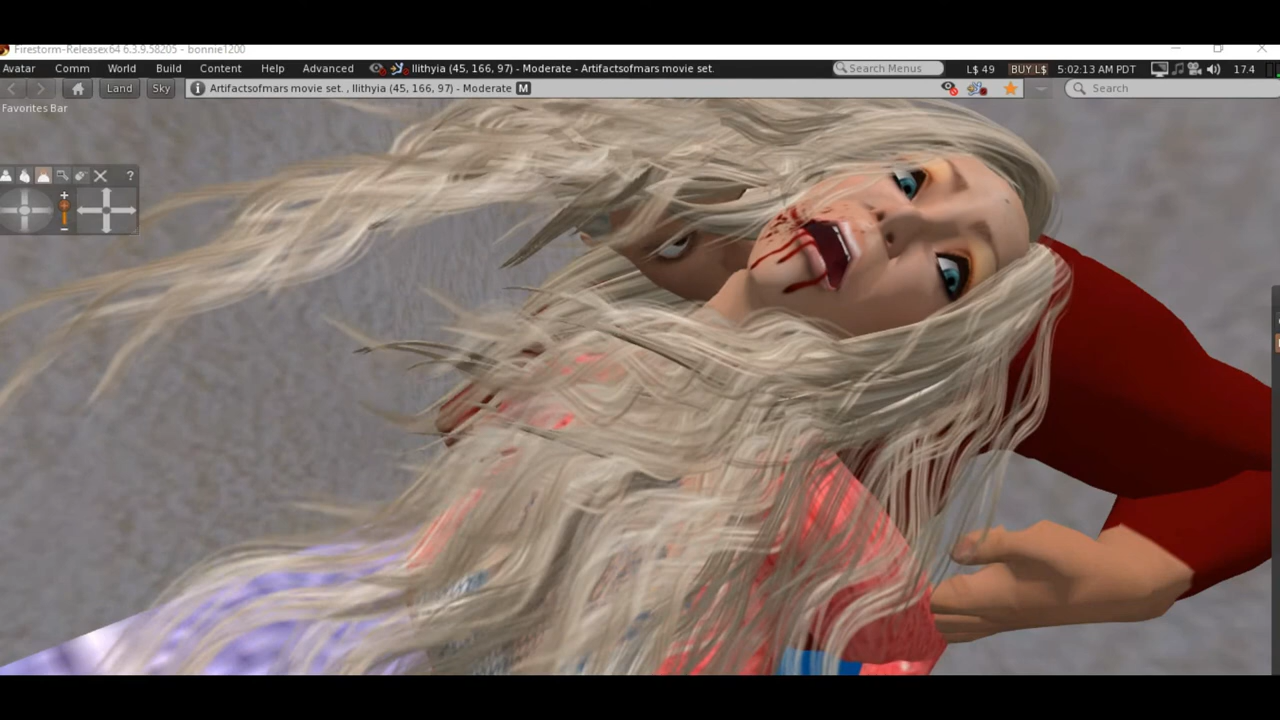 Firestorm-Releasex64 6.3.9.58205 - bonnie1200
Avatar Comm World Build Content Help Advanced Ilithyia (45, 166, 97) - Moderate - Artifactsofmars movie set. Search Menus L$ 49 BUY L$ 5:02:13 AM PDT 17.4
Land Sky Artifactsofmars movie set. , Ilithyia (45, 166, 97) - Moderate M Search
Favorites Bar
?